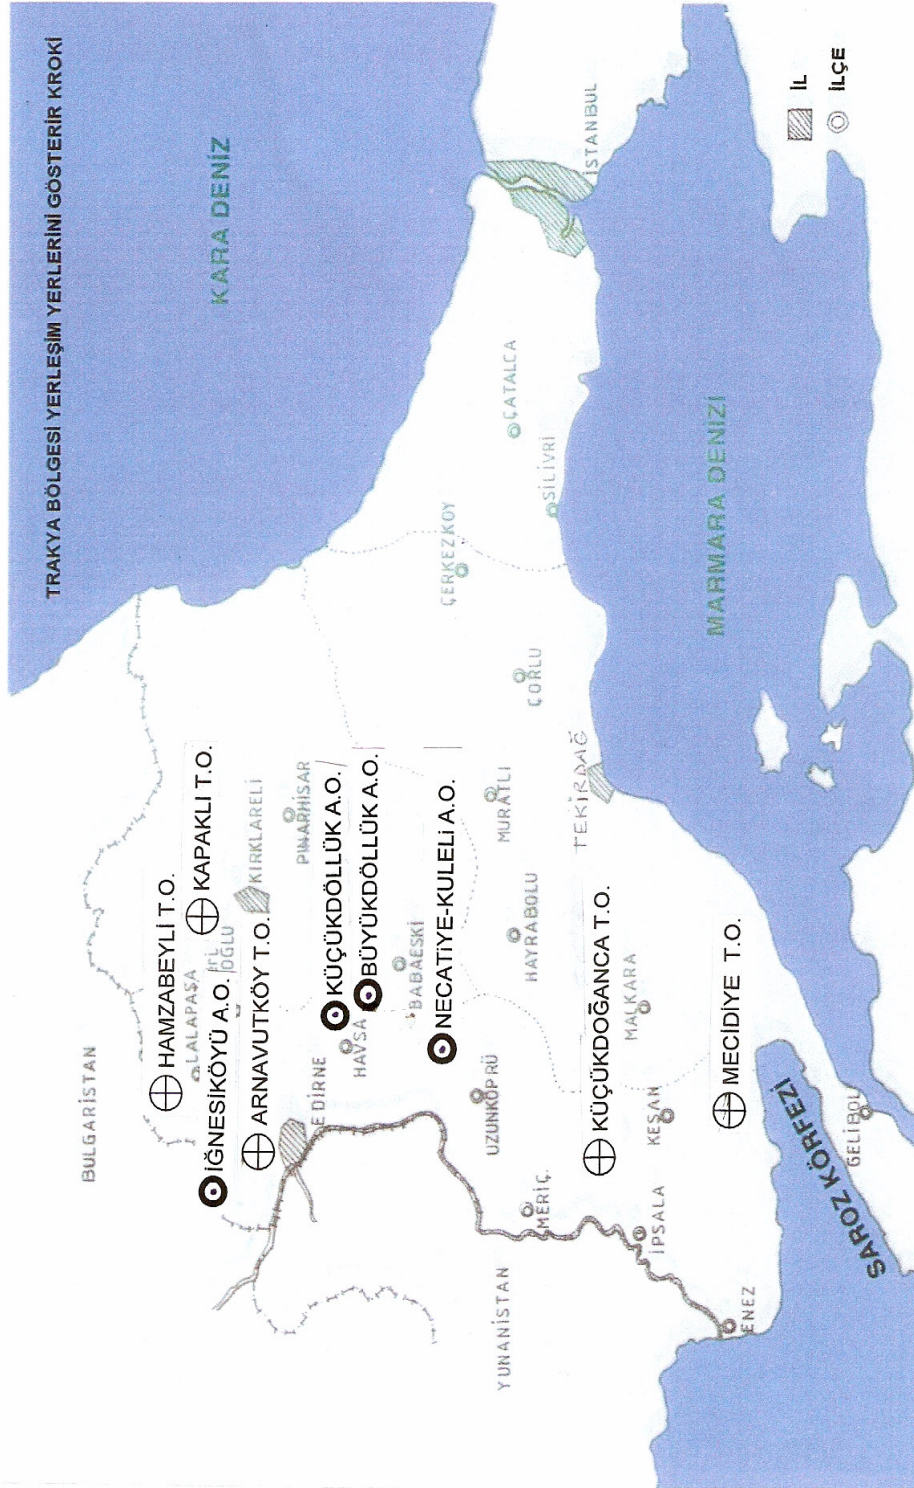 TRAKYA BÖLGESİ YERLEŞİM YERLERİNİ GÖSTERİR KROKİ
KARA DENİZ
BULGARİSTAN
HAMZABEYLİ T.O.
LALAPAŞA
KAPAKLI T.O.
İĞNESİKÖYÜ A.O.
OĞLU
KIRKLARELİ
ARNAVUTKÖY T.O.
PINARHİSAR
EDİRNE
KÜÇÜKDÖLLÜK A.O.
HAVSA
BÜYÜKDÖLLÜK A.O.
BABAESKİ
NECATİYE-KULELİ A.O.
ÇERKEZKÖY
ÇATALCA
SİLİVRİ
İSTANBUL
UZUNKÖPRÜ
MURATLI
ÇORLU
YUNANİSTAN
MERİÇ
HAYRABOLU
TEKİRDAĞ
KÜÇÜKDOĞANCA T.O.
MALKARA
İPSALA
KEŞAN
MARMARA DENİZİ
MECİDİYE T.O.
ENEZ
SAROZ KÖRFEZİ
GELİBOL
İL
İLÇE